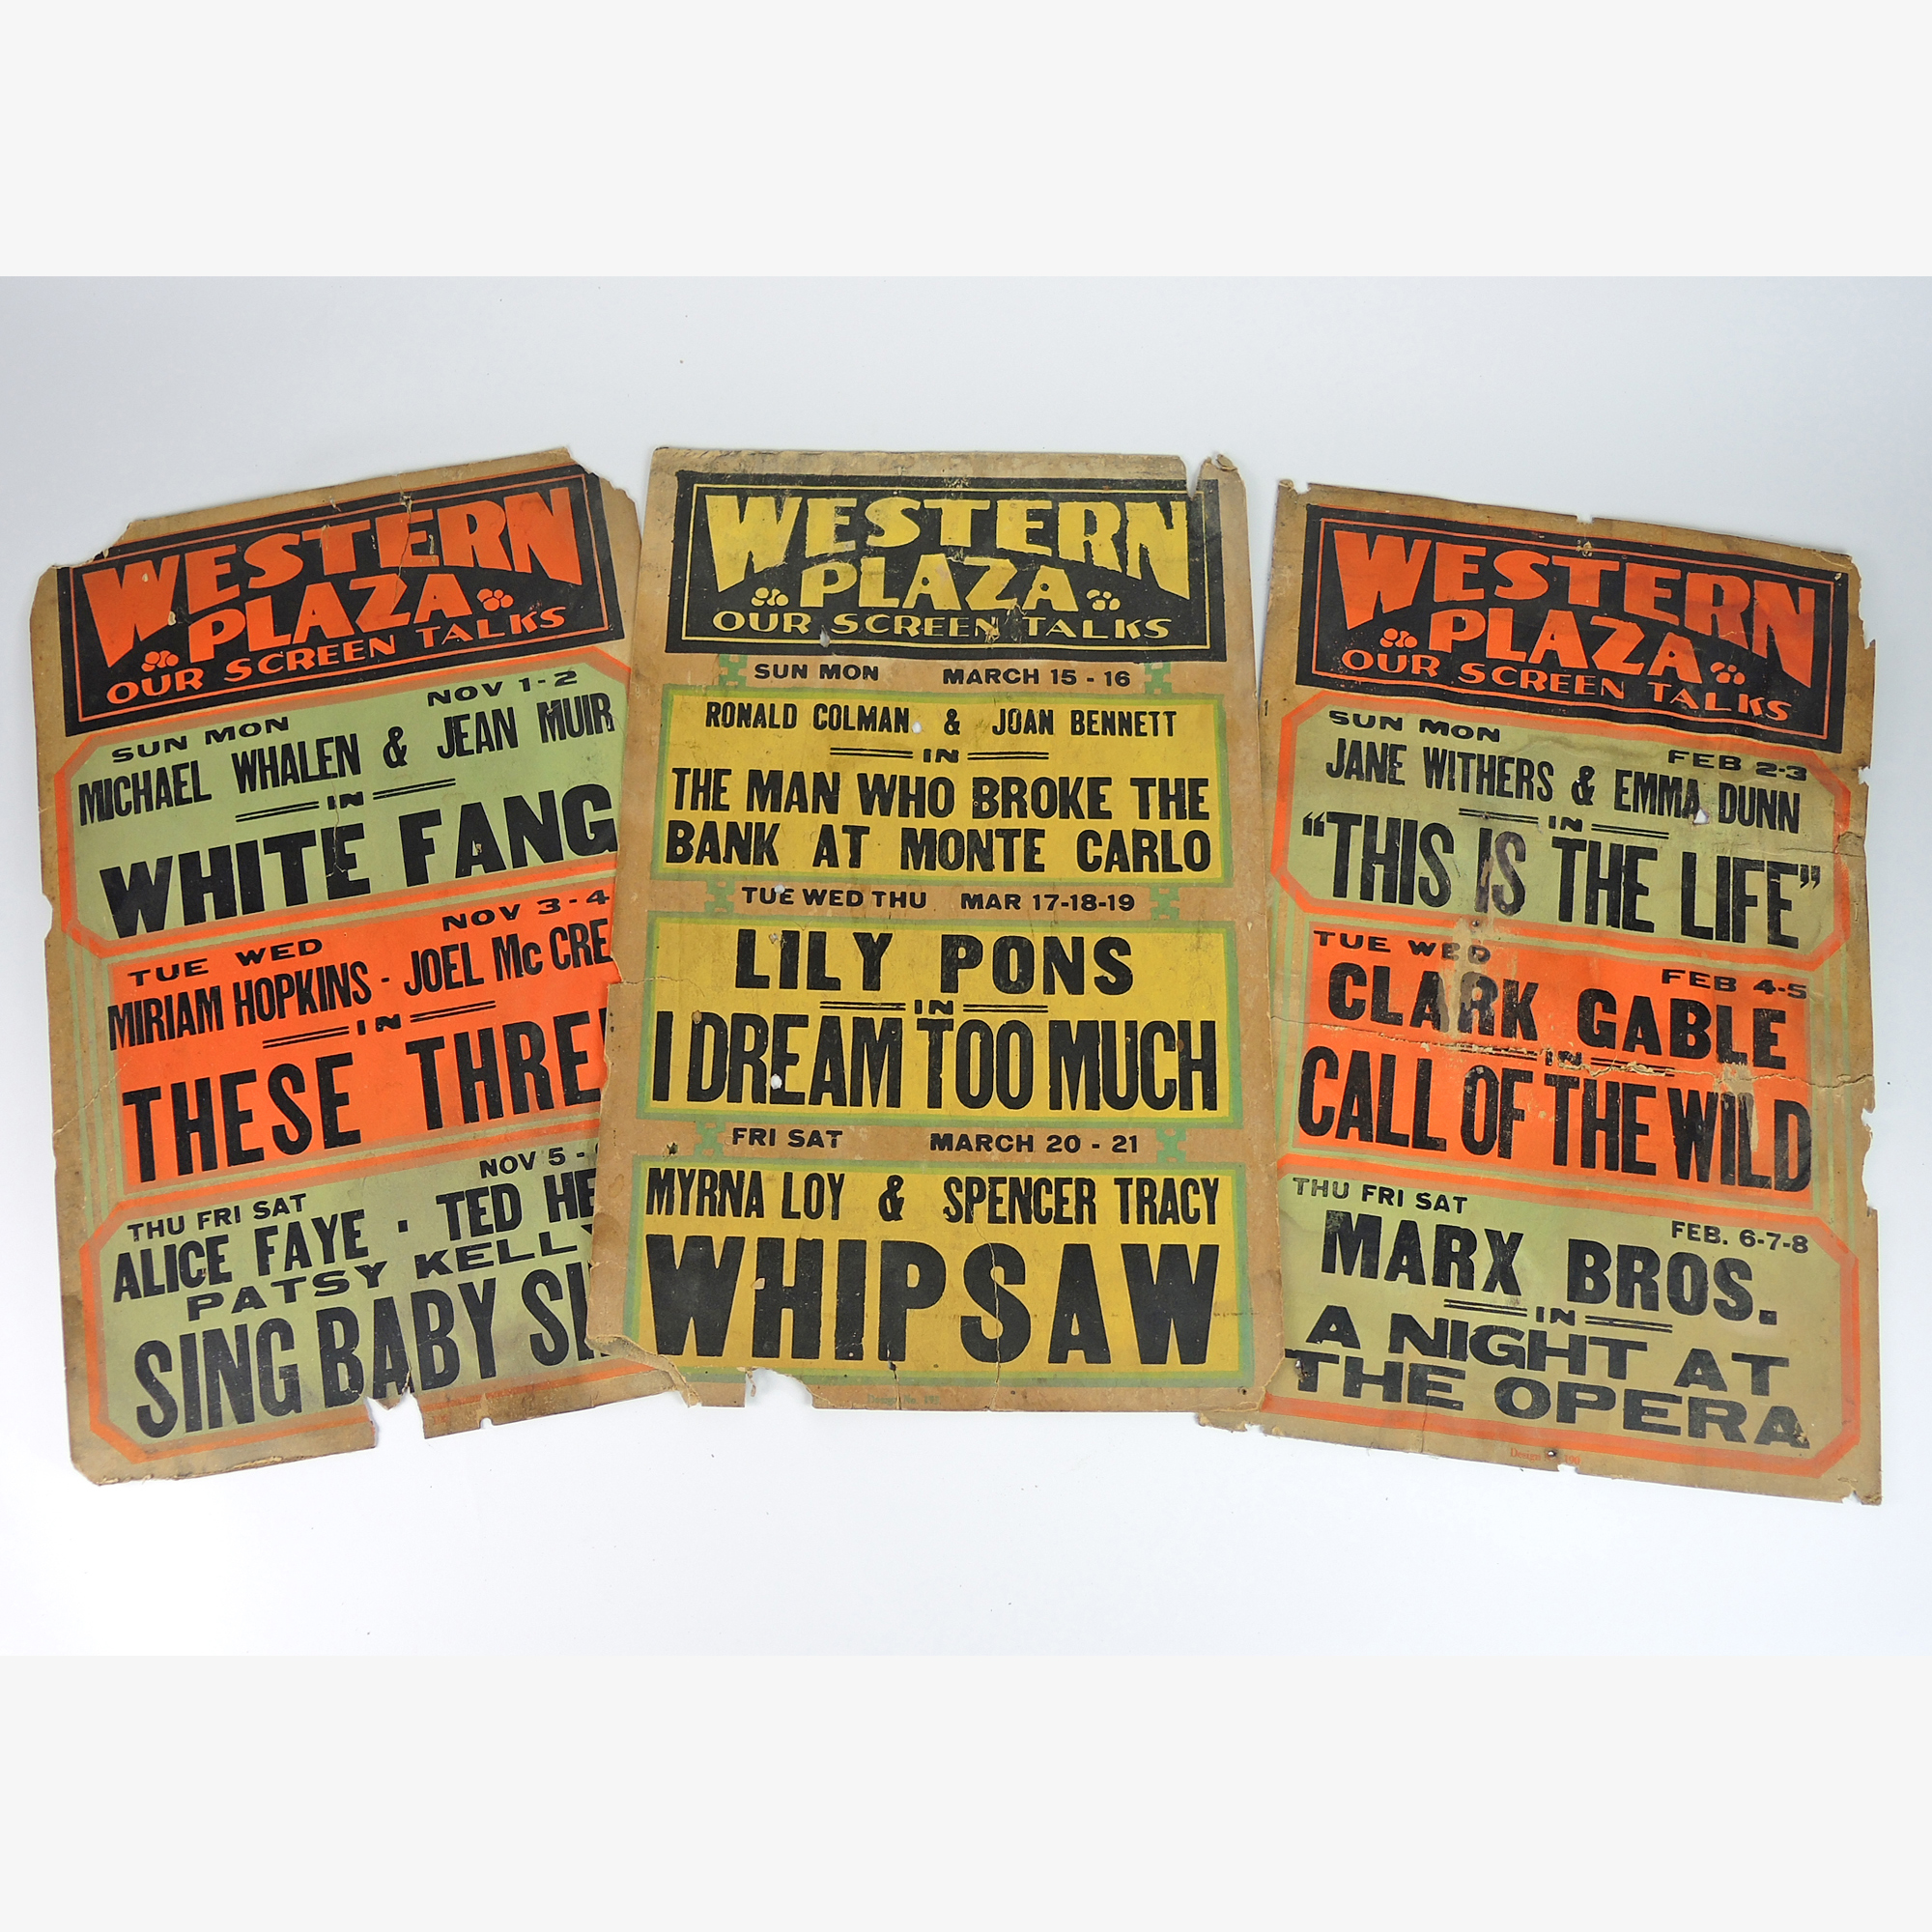 WESTERN
PLAZA
OUR SCREEN TALKS
SUN MON NOV 1-2
MICHAEL WHALEN & JEAN MUIR
IN
WHITE FANG
TUE WED NOV 3-4
MIRIAM HOPKINS - JOEL Mc CRE
IN
THESE THREE
THU FRI SAT NOV 5 -
ALICE FAYE · TED HE
PATSY KELLY
SING BABY SI
WESTERN
PLAZA
OUR SCREEN TALKS
SUN MON MARCH 15 - 16
RONALD COLMAN & JOAN BENNETT
IN
THE MAN WHO BROKE THE
BANK AT MONTE CARLO
TUE WED THU MAR 17-18-19
LILY PONS
IN
I DREAM TOO MUCH
FRI SAT MARCH 20 - 21
MYRNA LOY & SPENCER TRACY
WHIPSAW
Design No. 195
WESTERN
PLAZA
OUR SCREEN TALKS
SUN MON FEB 2-3
JANE WITHERS & EMMA DUNN
IN
"THIS IS THE LIFE"
TUE WED FEB 4-5
CLARK GABLE
IN
CALL OF THE WILD
THU FRI SAT FEB. 6-7-8
MARX BROS.
IN
A NIGHT AT
THE OPERA
Design 190